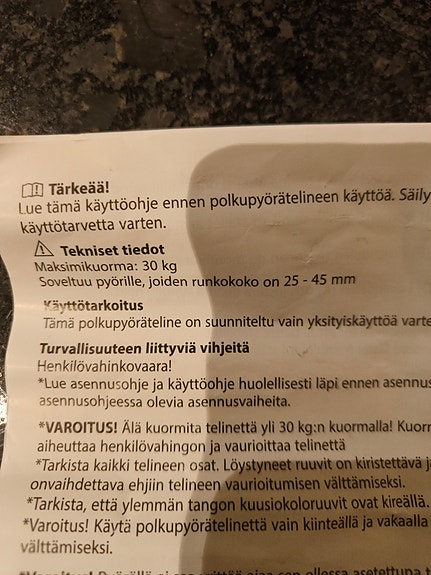 Tärkeää!
Lue tämä käyttöohje ennen polkupyörätelineen käyttöä. Säily
käyttötarvetta varten.
Tekniset tiedot
Maksimikuorma: 30 kg
Soveltuu pyörille, joiden runkokoko on 25 - 45 mm
Käyttötarkoitus
Tämä polkupyöräteline on suunniteltu vain yksityiskäyttöä varte
Turvallisuuteen liittyviä vihjeitä
Henkilövahinkovaara!
*Lue asennusohje ja käyttöohje huolellisesti läpi ennen asennus
asennusohjeessa olevia asennusvaiheita.
*VAROITUS! Älä kuormita telinettä yli 30 kg:n kuormalla! Kuorr
aiheuttaa henkilövahingon ja vaurioittaa telinettä
*Tarkista kaikki telineen osat. Löystyneet ruuvit on kiristettävä ja
onvaihdettava ehjiin telineen vaurioitumisen välttämiseksi.
*Tarkista, että ylemmän tangon kuusiokoloruuvit ovat kireällä.
*Varoitus! Käytä polkupyörätelinettä vain kiinteällä ja vakaalla
välttämiseksi.